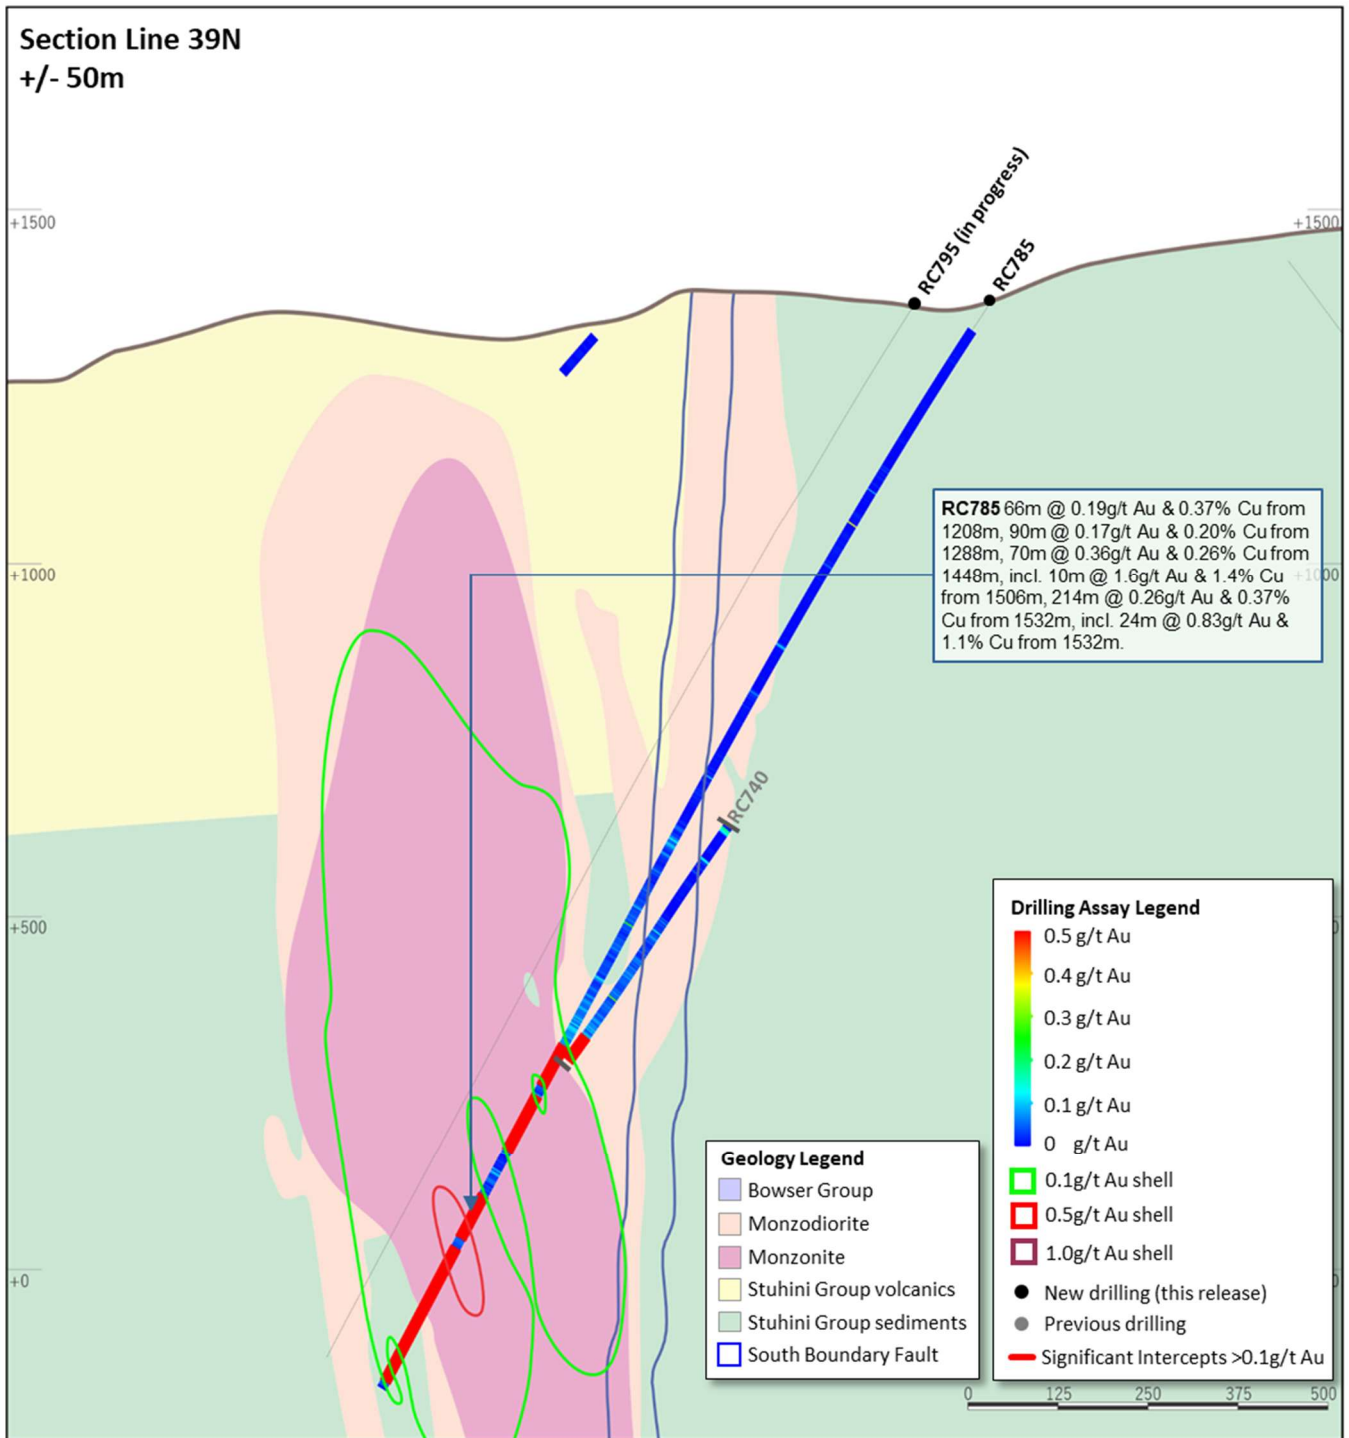 Section Line 39N
+/- 50m
RC795 (in progress)
RC785
+1500
+1500
RC785 66m @ 0.19g/t Au & 0.37% Cu from
1208m, 90m @ 0.17g/t Au & 0.20% Cu from
1288m, 70m @ 0.36g/t Au & 0.26% Cu from
1448m, incl. 10m @ 1.6g/t Au & 1.4% Cu
from 1506m, 214m @ 0.26g/t Au & 0.37%
Cu from 1532m, incl. 24m @ 0.83g/t Au &
1.1% Cu from 1532m.
+1000
+1000
RC740
+500
0
Drilling Assay Legend
0.5 g/t Au
0.4 g/t Au
0.3 g/t Au
0.2 g/t Au
0.1 g/t Au
0 g/t Au
0.1g/t Au shell
0.5g/t Au shell
1.0g/t Au shell
New drilling (this release)
Previous drilling
Significant Intercepts >0.1g/t Au
Geology Legend
Bowser Group
Monzodiorite
Monzonite
Stuhini Group volcanics
Stuhini Group sediments
South Boundary Fault
+0
0
0 125 250 375 500